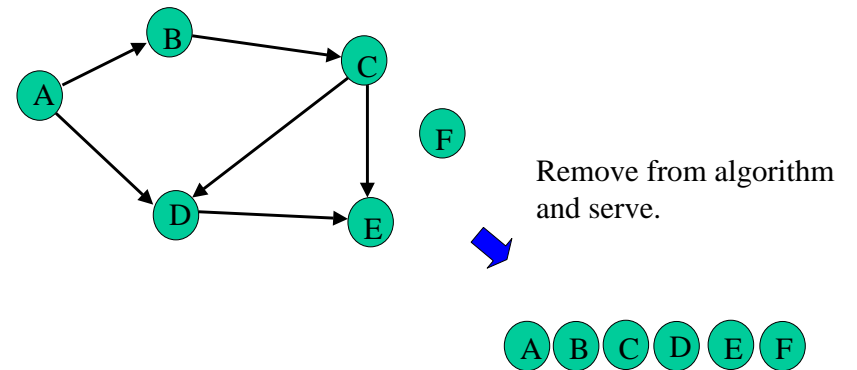 B
C
A
F
Remove from algorithm
and serve.
D
E
A B C D E F